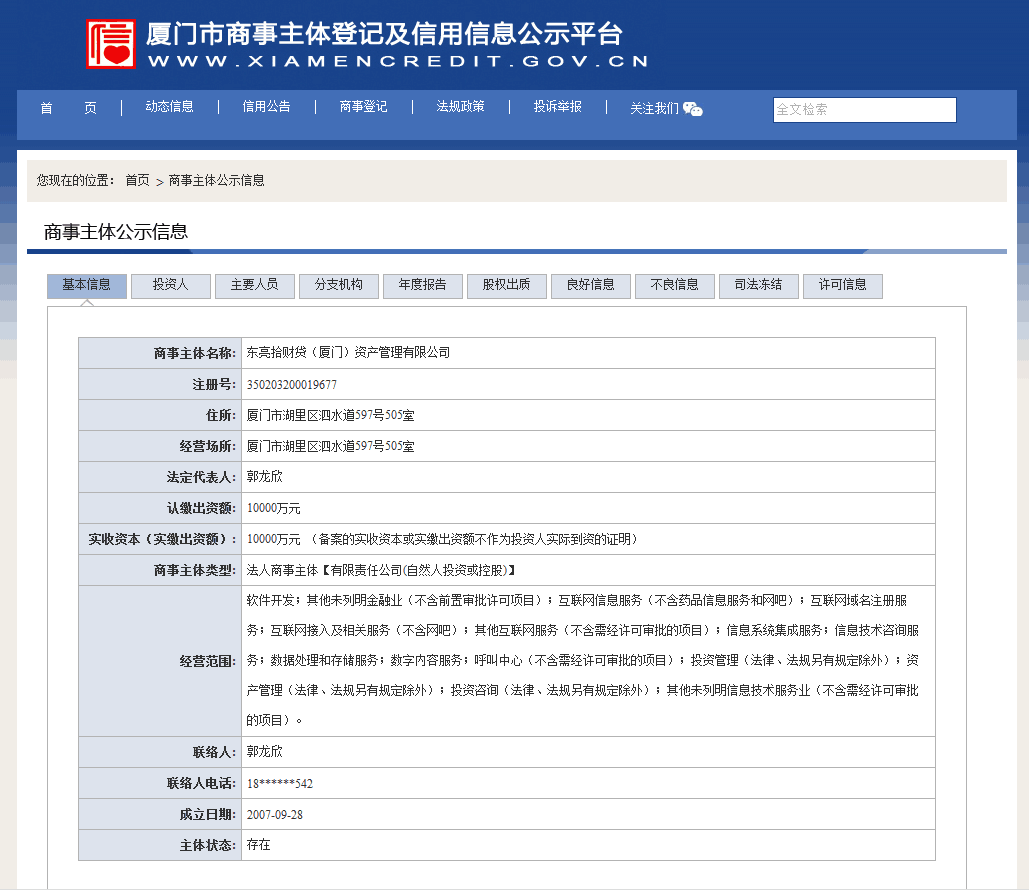 信
厦门市商事主体登记及信用信息公示平台
WWW.XIAMENCREDIT.GOV.CN
首 页 | 动态信息 | 信用公告 | 商事登记 | 法规政策 | 投诉举报 | 关注我们 全文检索
您现在的位置： 首页 > 商事主体公示信息
商事主体公示信息
基本信息 投资人 主要人员 分支机构 年度报告 股权出质 良好信息 不良信息 司法冻结 许可信息
商事主体名称: 东亮拾财贷（厦门）资产管理有限公司
注册号: 350203200019677
住所: 厦门市湖里区泗水道597号505室
经营场所: 厦门市湖里区泗水道597号505室
法定代表人: 郭龙欣
认缴出资额: 10000万元
实收资本（实缴出资额）: 10000万元 （备案的实收资本或实缴出资额不作为投资人实际到资的证明）
商事主体类型: 法人商事主体【有限责任公司(自然人投资或控股)】
软件开发；其他未列明金融业（不含前置审批许可项目）；互联网信息服务（不含药品信息服务和网吧）；互联网域名注册服
务；互联网接入及相关服务（不含网吧）；其他互联网服务（不含需经许可审批的项目）；信息系统集成服务；信息技术咨询服
经营范围: 务；数据处理和存储服务；数字内容服务；呼叫中心（不含需经许可审批的项目）；投资管理（法律、法规另有规定除外）；资
产管理（法律、法规另有规定除外）；投资咨询（法律、法规另有规定除外）；其他未列明信息技术服务业（不含需经许可审批
的项目）。
联络人: 郭龙欣
联络人电话: 18******542
成立日期: 2007-09-28
主体状态: 存在